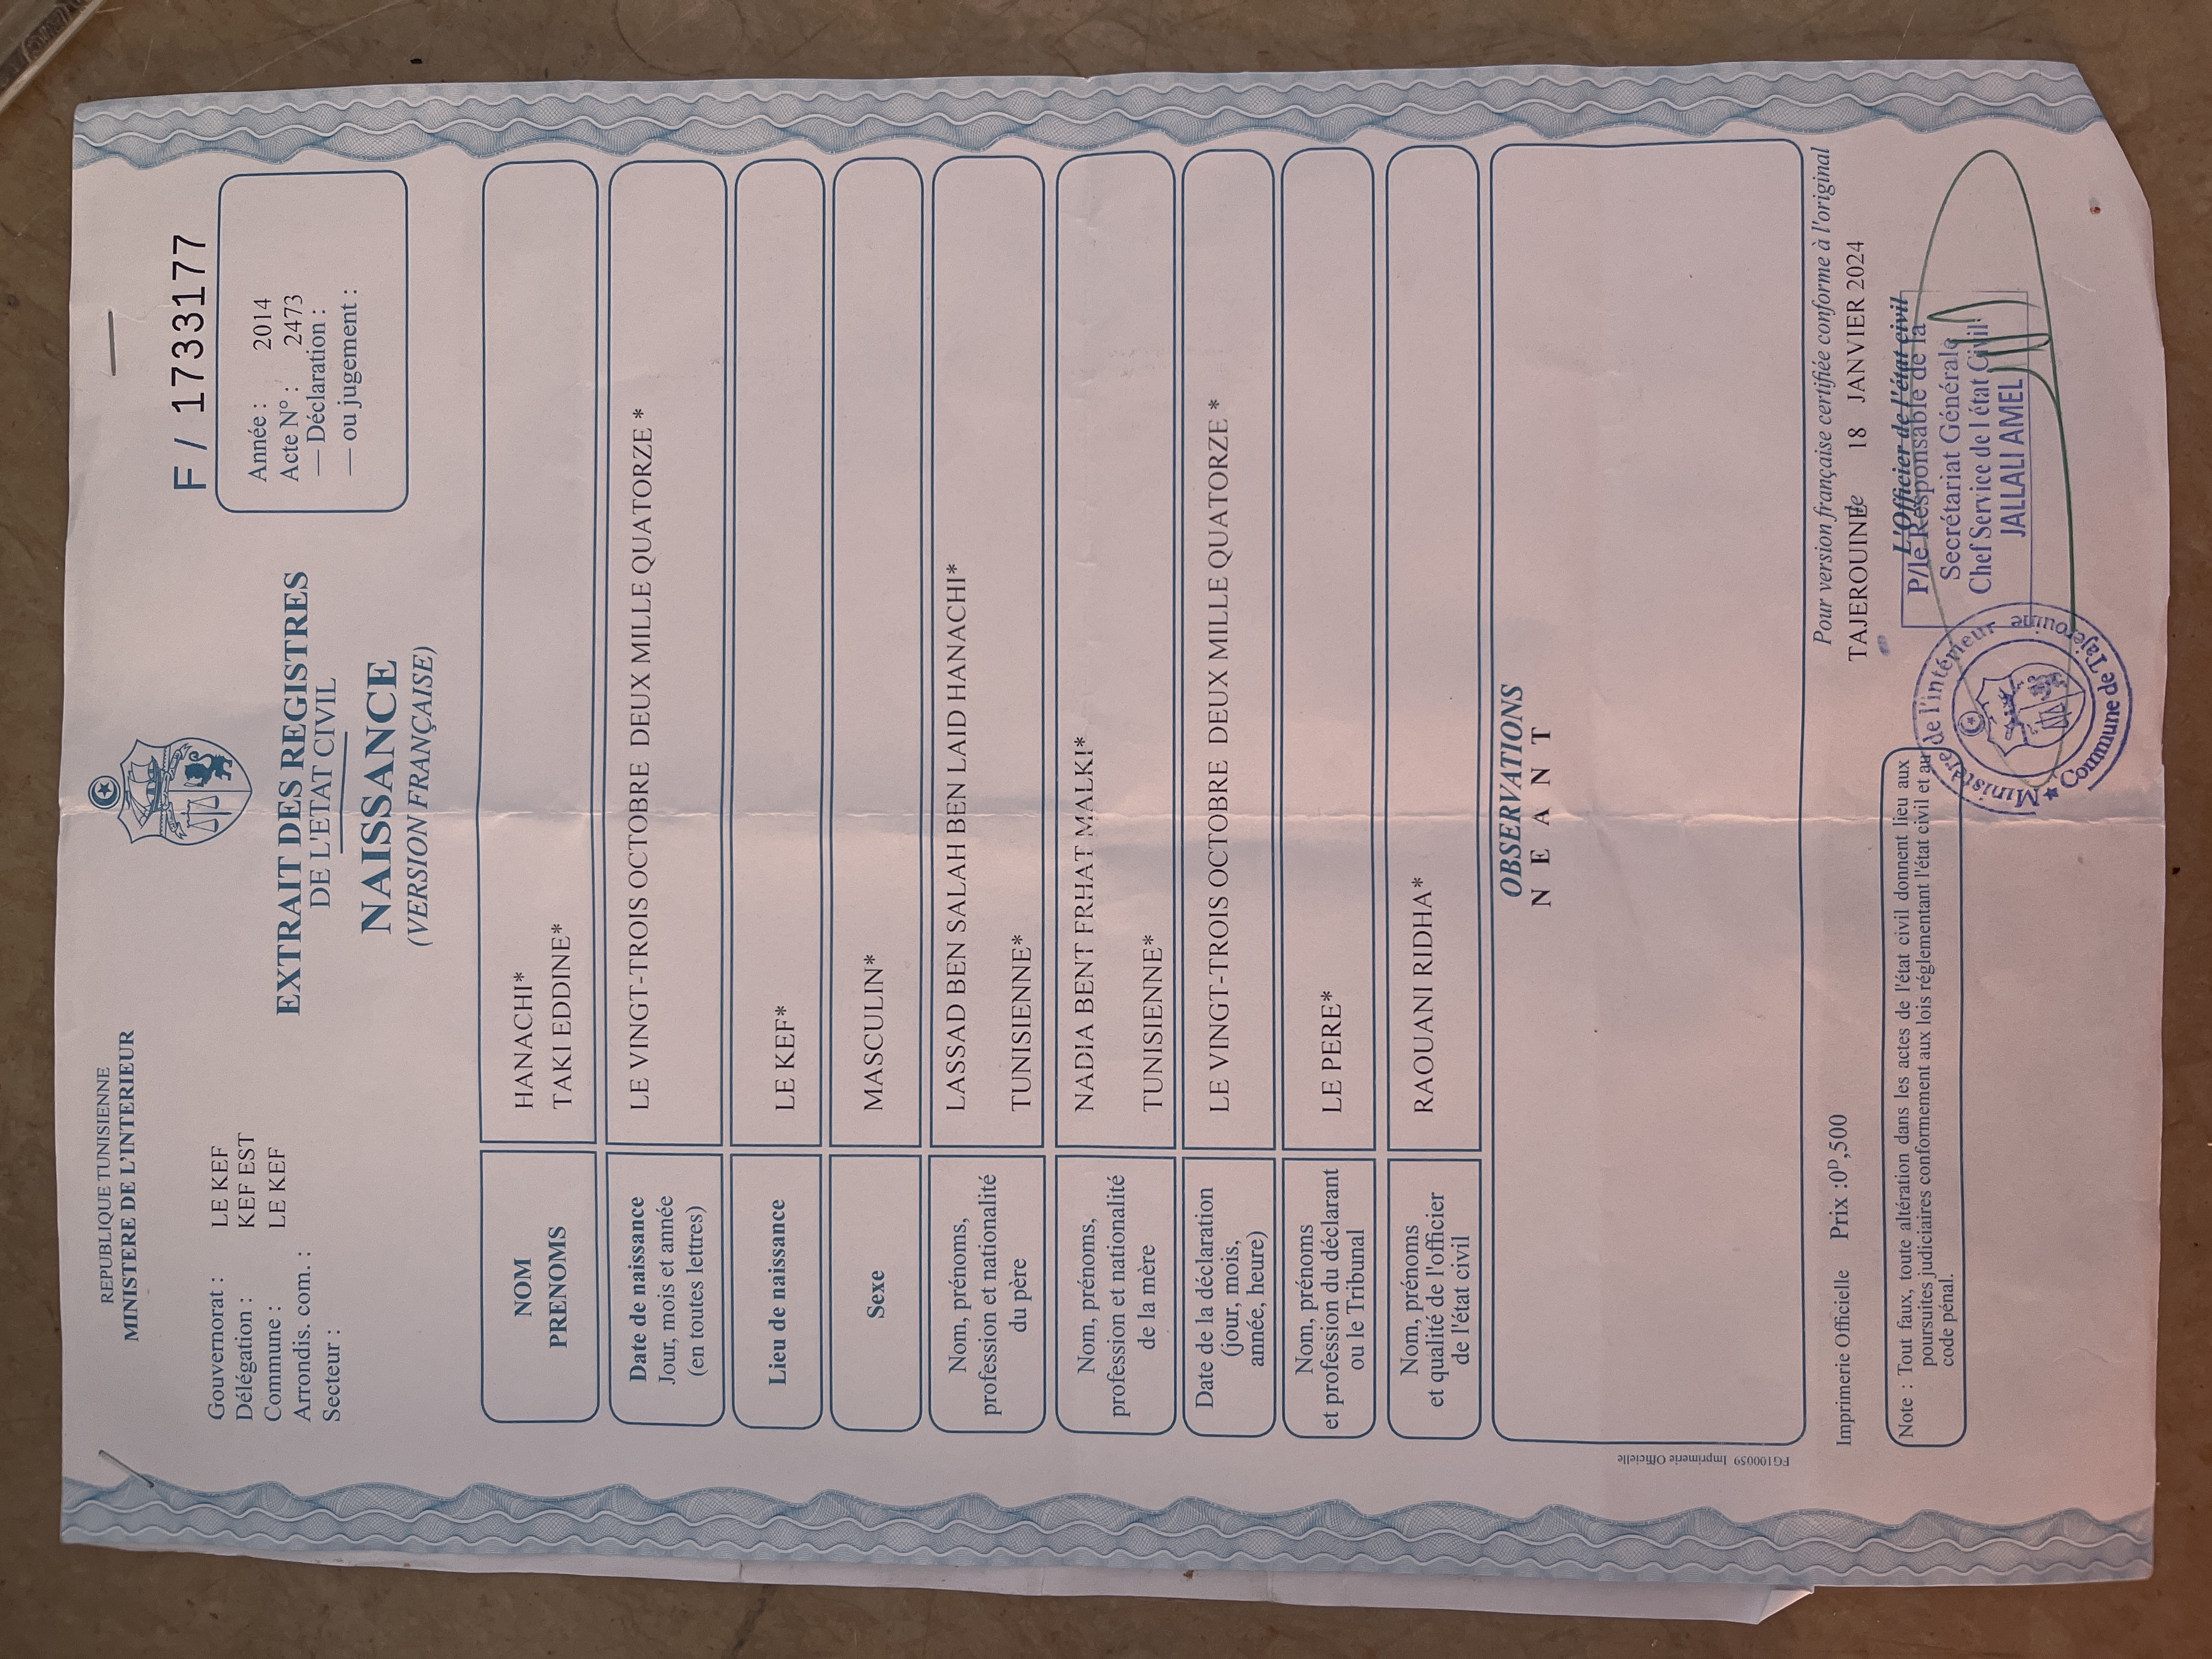 REPUBLIQUE TUNISIENNE
MINISTERE DE L'INTERIEUR
F / 1733177
Gouvernorat : LE KEF
Délégation : KEF EST
Commune : LE KEF
Arrondis. com. :
Secteur :
EXTRAIT DES REGISTRES
DE L'ETAT CIVIL
NAISSANCE
(VERSION FRANÇAISE)
Année : 2014
Acte N° : 2473
— Déclaration :
— ou jugement :
NOM HANACHI*
PRENOMS TAKI EDDINE*
Date de naissance
Jour, mois et année
(en toutes lettres)
LE VINGT-TROIS OCTOBRE DEUX MILLE QUATORZE *
Lieu de naissance LE KEF*
Sexe MASCULIN*
Nom, prénoms,
profession et nationalité
du père
LASSAD BEN SALAH BEN LAID HANACHI*
TUNISIENNE*
Nom, prénoms,
profession et nationalité
de la mère
NADIA BENT FRHAT MALKI*
TUNISIENNE*
Date de la déclaration
(jour, mois,
année, heure)
LE VINGT-TROIS OCTOBRE DEUX MILLE QUATORZE *
Nom, prénoms
et profession du déclarant
ou le Tribunal
LE PERE*
Nom, prénoms
et qualité de l'officier
de l'état civil
RAOUANI RIDHA*
OBSERVATIONS
N E A N T
FG100059 Imprimerie Officielle
Imprimerie Officielle Prix :0ᴰ,500
Pour version française certifiée conforme à l'original
TAJEROUINE le 18 JANVIER 2024
L'Officier de l'état civil
P/le Responsable de la
Secrétariat Générale
Chef Service de l état Civil
JALLALI AMEL
Ministère de l'intérieur Tajerouine
★ Commune de Tajerouine
Note : Tout faux, toute altération dans les actes de l'état civil donnent lieu aux
poursuites judiciaires conformement aux lois réglementant l'état civil et au
code pénal.